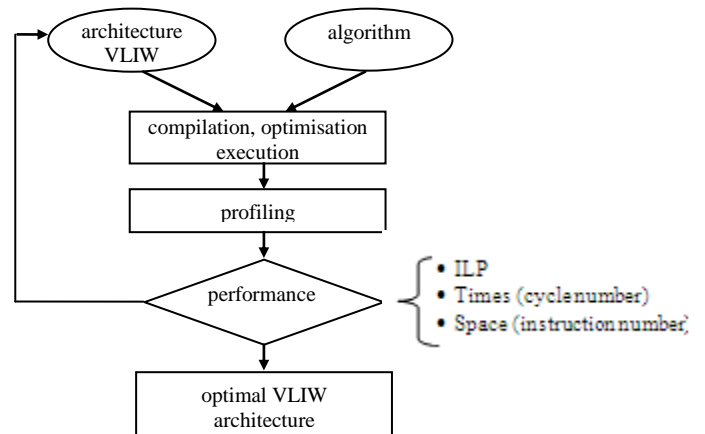 architecture
VLIW
algorithm
compilation, optimisation
execution
profiling
performance
• ILP
• Times (cycle number)
• Space (instruction number)
optimal VLIW
architecture